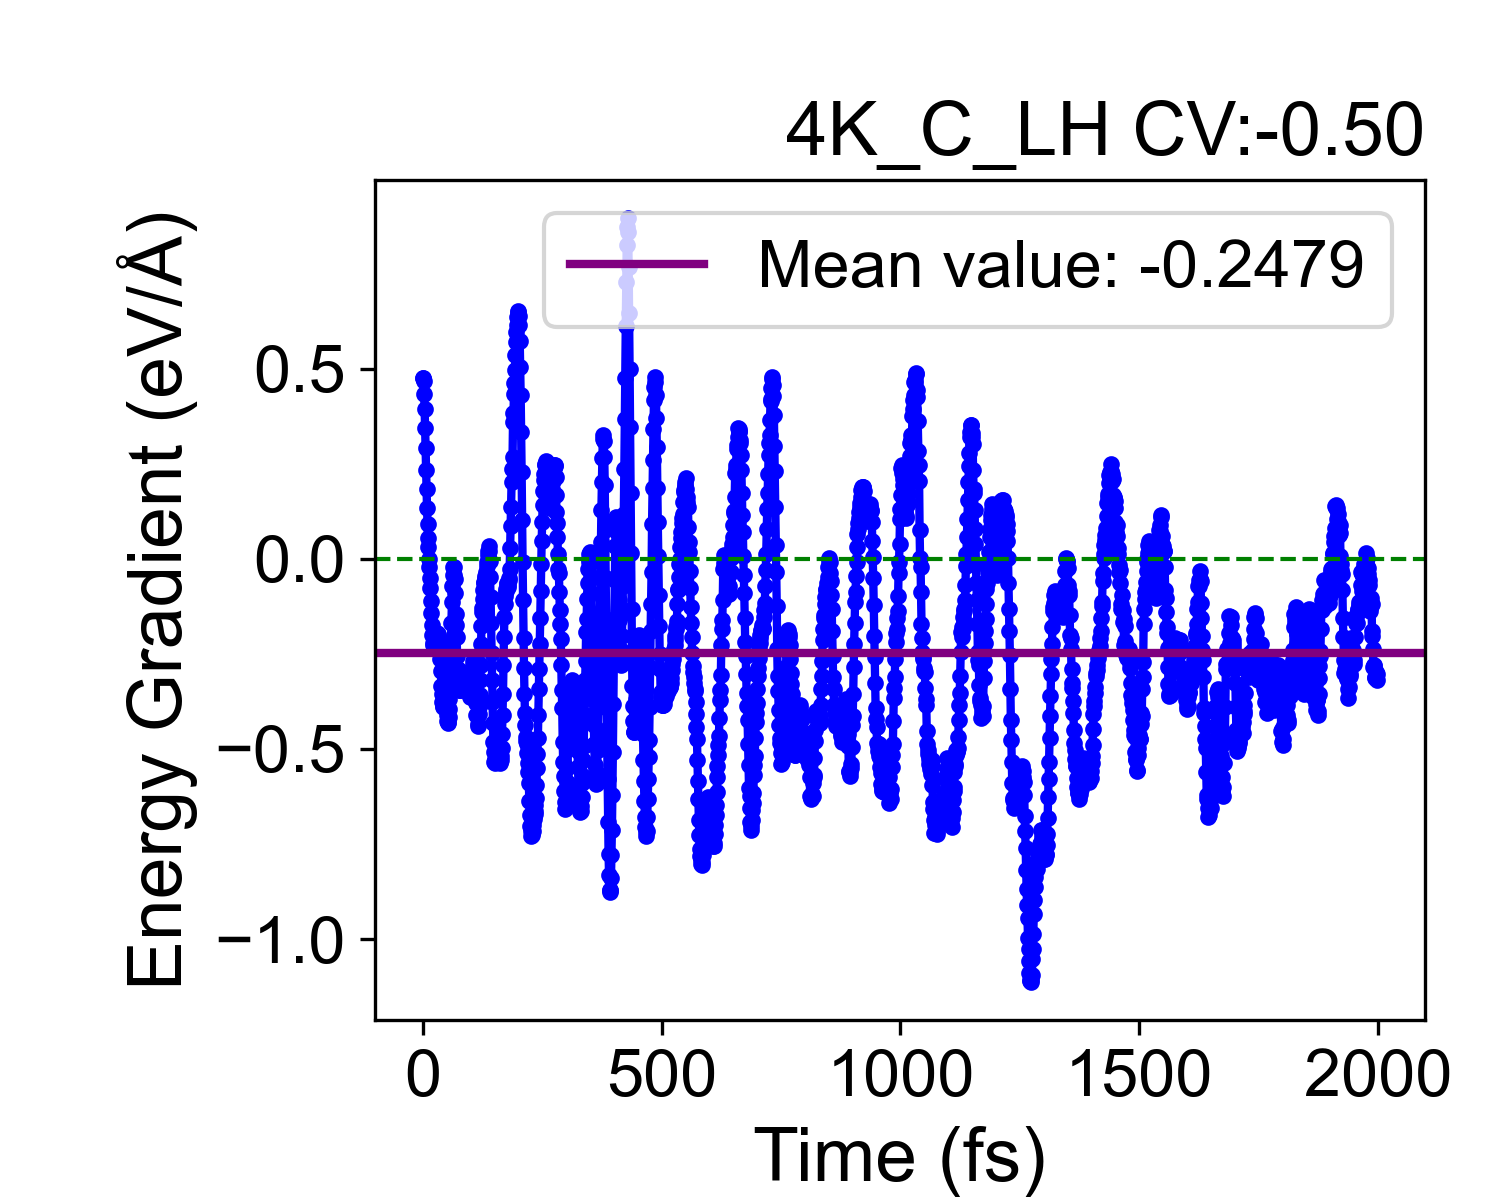 4K_C_LH CV:-0.50
Mean value: -0.2479
Energy Gradient (eV/Å)
0.5
0.0
−0.5
−1.0
0 500 1000 1500 2000
Time (fs)